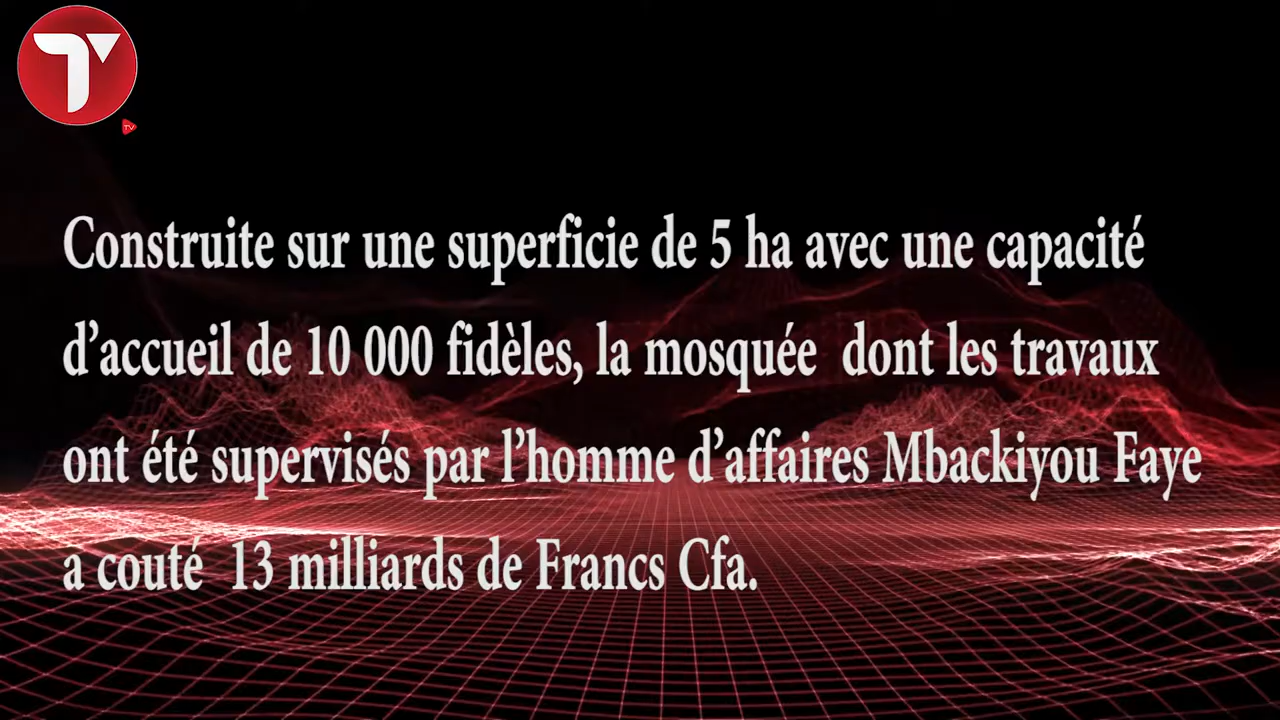 TV
Construite sur une superficie de 5 ha avec une capacité
d’accueil de 10 000 fidèles, la mosquée  dont les travaux
ont été supervisés par l’homme d’affaires Mbackiyou Faye
a couté  13 milliards de Francs Cfa.